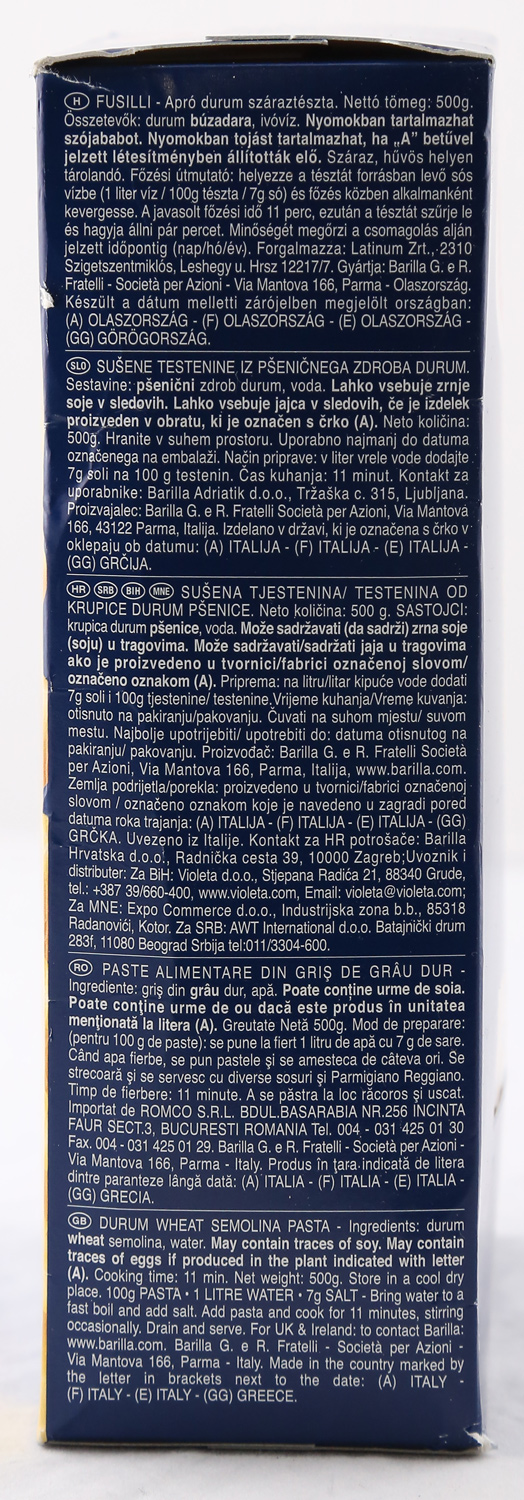 H FUSILLI - Apró durum száraztészta. Nettó tömeg: 500g.
Összetevők: durum búzadara, ivóvíz. Nyomokban tartalmazhat
szójababot. Nyomokban tojást tartalmazhat, ha „A" betűvel
jelzett létesítményben állították elő. Száraz, hűvös helyen
tárolandó. Főzési útmutató: helyezze a tésztát forrásban levő sós
vízbe (1 liter víz / 100g tészta / 7g só) és főzés közben alkalmanként
kevergesse. A javasolt főzési idő 11 perc, ezután a tésztát szűrje le
és hagyja állni pár percet. Minőségét megőrzi a csomagolás alján
jelzett időpontig (nap/hó/év). Forgalmazza: Latinum Zrt., 2310
Szigetszentmiklós, Leshegy u. Hrsz 12217/7. Gyártja: Barilla G. e R.
Fratelli - Società per Azioni - Via Mantova 166, Parma - Olaszország.
Készült a dátum melletti zárójelben megjelölt országban:
(A) OLASZORSZÁG - (F) OLASZORSZÁG - (E) OLASZORSZÁG -
(GG) GÖRÖGORSZÁG.
SLO SUŠENE TESTENINE IZ PŠENIČNEGA ZDROBA DURUM.
Sestavine: pšenični zdrob durum, voda. Lahko vsebuje zrnje
soje v sledovih. Lahko vsebuje jajca v sledovih, če je izdelek
proizveden v obratu, ki je označen s črko (A). Neto količina:
500g. Hranite v suhem prostoru. Uporabno najmanj do datuma
označenega na embalaži. Način priprave: v liter vrele vode dodajte
7g soli na 100 g testenin. Čas kuhanja: 11 minut. Kontakt za
uporabnike: Barilla Adriatik d.o.o., Tržaška c. 315, Ljubljana.
Proizvajalec: Barilla G. e R. Fratelli Società per Azioni, Via Mantova
166, 43122 Parma, Italija. Izdelano v državi, ki je označena s črko v
oklepaju ob datumu: (A) ITALIJA - (F) ITALIJA - (E) ITALIJA -
(GG) GRČIJA.
HR SRB BIH MNE SUŠENA TJESTENINA/ TESTENINA OD
KRUPICE DURUM PŠENICE. Neto količina: 500 g. SASTOJCI:
krupica durum pšenice, voda. Može sadržavati (da sadrži) zrna soje
(soju) u tragovima. Može sadržavati/sadržati jaja u tragovima
ako je proizvedeno u tvornici/fabrici označenoj slovom/
označeno oznakom (A). Priprema: na litru/litar kipuće vode dodati
7g soli i 100g tjestenine/ testenine.Vrijeme kuhanja/Vreme kuvanja:
otisnuto na pakiranju/pakovanju. Čuvati na suhom mjestu/ suvom
mestu. Najbolje upotrijebiti/ upotrebiti do: datuma otisnutog na
pakiranju/ pakovanju. Proizvođač: Barilla G. e R. Fratelli Società
per Azioni, Via Mantova 166, Parma, Italija, www.barilla.com.
Zemlja podrijetla/porekla: proizvedeno u tvornici/fabrici označenoj
slovom / označeno oznakom koje je navedeno u zagradi pored
datuma roka trajanja: (A) ITALIJA - (F) ITALIJA - (E) ITALIJA - (GG)
GRČKA. Uvezeno iz Italije. Kontakt za HR potrošače: Barilla
Hrvatska d.o.o., Radnička cesta 39, 10000 Zagreb;Uvoznik i
distributer: Za BiH: Violeta d.o.o., Stjepana Radića 21, 88340 Grude,
tel.: +387 39/660-400, www.violeta.com, Email: violeta@violeta.com;
Za MNE: Expo Commerce d.o.o., Industrijska zona b.b., 85318
Radanovići, Kotor. Za SRB: AWT International d.o.o. Batajnički drum
283f, 11080 Beograd Srbija tel:011/3304-600.
RO PASTE ALIMENTARE DIN GRIŞ DE GRÂU DUR -
Ingrediente: griş din grâu dur, apă. Poate conţine urme de soia.
Poate conţine urme de ou dacă este produs în unitatea
menţionată la litera (A). Greutate Netă 500g. Mod de preparare:
(pentru 100 g de paste): se pune la fiert 1 litru de apă cu 7 g de sare.
Când apa fierbe, se pun pastele şi se amesteca de câteva ori. Se
strecoară şi se servesc cu diverse sosuri şi Parmigiano Reggiano.
Timp de fierbere: 11 minute. A se păstra la loc răcoros şi uscat.
Importat de ROMCO S.R.L. BDUL.BASARABIA NR.256 INCINTA
FAUR SECT.3, BUCURESTI ROMANIA Tel. 004 - 031 425 01 30
Fax. 004 - 031 425 01 29. Barilla G. e R. Fratelli - Società per Azioni -
Via Mantova 166, Parma - Italy. Produs în ţara indicată de litera
dintre paranteze lângă dată: (A) ITALIA - (F) ITALIA - (E) ITALIA -
(GG) GRECIA.
GB DURUM WHEAT SEMOLINA PASTA - Ingredients: durum
wheat semolina, water. May contain traces of soy. May contain
traces of eggs if produced in the plant indicated with letter
(A). Cooking time: 11 min. Net weight: 500g. Store in a cool dry
place. 100g PASTA • 1 LITRE WATER • 7g SALT - Bring water to a
fast boil and add salt. Add pasta and cook for 11 minutes, stirring
occasionally. Drain and serve. For UK & Ireland: to contact Barilla:
www.barilla.com. Barilla G. e R. Fratelli - Società per Azioni -
Via Mantova 166, Parma - Italy. Made in the country marked by
the letter in brackets next to the date: (A) ITALY -
(F) ITALY - (E) ITALY - (GG) GREECE.